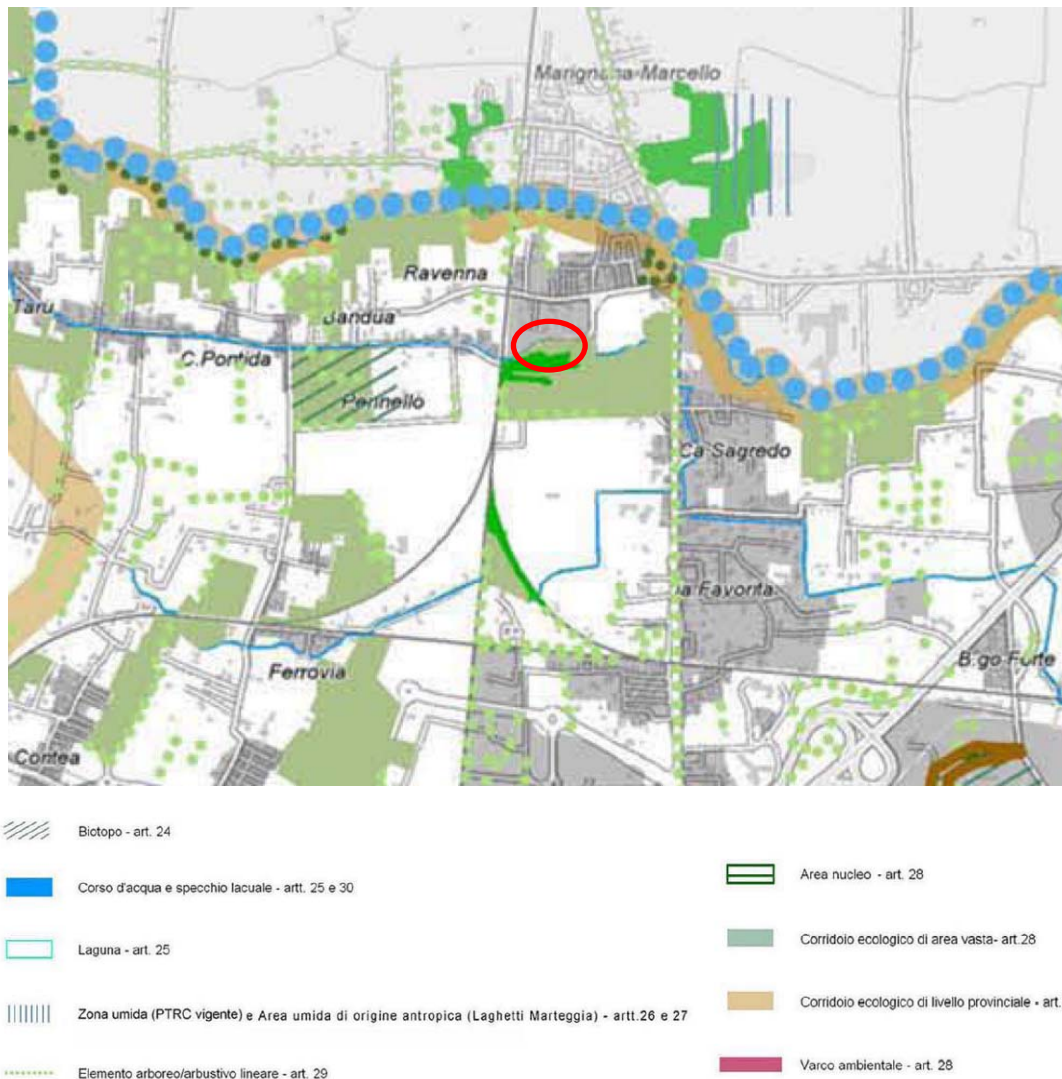 Marignana-Marcello
Ravenna
Taru
Bandua
C.Pontida
Pennello
Ca Sagredo
Favorita
Ferrovia
B.go Forte
Contea
Biotopo - art. 24
Corso d'acqua e specchio lacuale - artt. 25 e 30
Laguna - art. 25
Zona umida (PTRC vigente) e Area umida di origine antropica (Laghetti Marteggia) - artt.26 e 27
Elemento arboreo/arbustivo lineare - art. 29
Area nucleo - art. 28
Corridoio ecologico di area vasta- art.28
Corridoio ecologico di livello provinciale - art.
Varco ambientale - art. 28